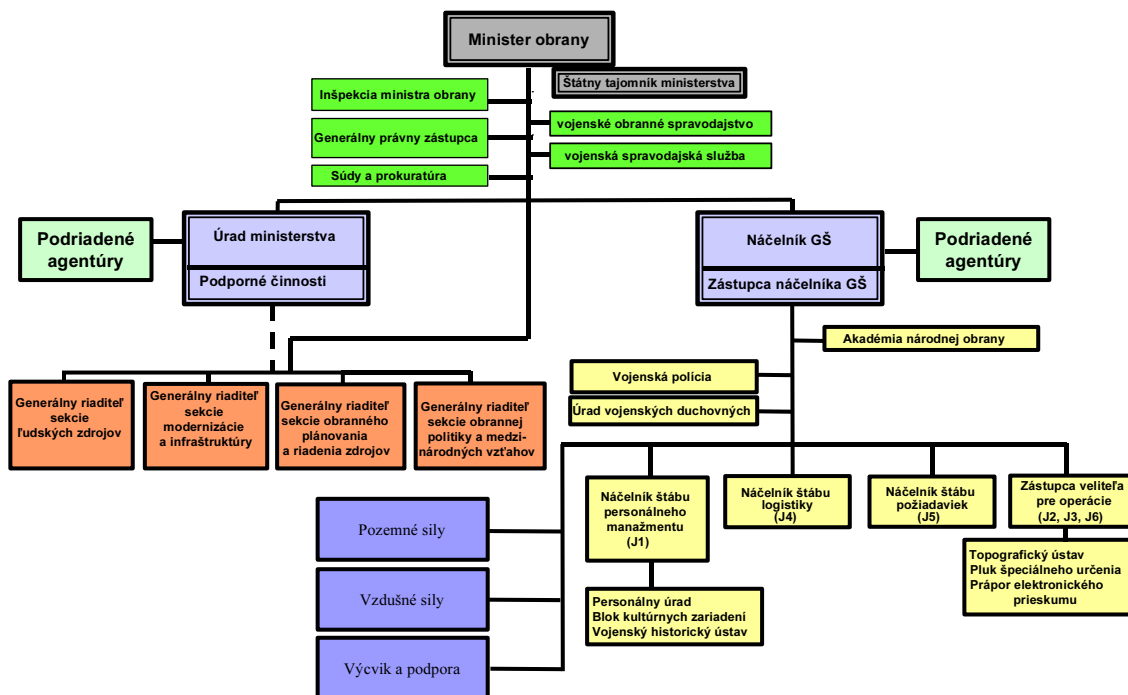 Minister obrany
Štátny tajomník ministerstva
Inšpekcia ministra obrany
vojenské obranné spravodajstvo
Generálny právny zástupca
vojenská spravodajská služba
Súdy a prokuratúra
Podriadené
agentúry
Úrad ministerstva
Podporné činnosti
Náčelník GŠ
Zástupca náčelníka GŠ
Podriadené
agentúry
Akadémia národnej obrany
Vojenská polícia
Úrad vojenských duchovných
Generálny riaditeľ
sekcie
ľudských zdrojov
Generálny riaditeľ
sekcie
modernizácie
a infraštruktúry
Generálny riaditeľ
sekcie obranného
plánovania
a riadenia zdrojov
Generálny riaditeľ
sekcie obrannej
politiky a medzi-
národných vzťahov
Náčelník štábu
personálneho
manažmentu
(J1)
Náčelník štábu
logistiky
(J4)
Náčelník štábu
požiadaviek
(J5)
Zástupca veliteľa
pre operácie
(J2, J3, J6)
Pozemné sily
Vzdušné sily
Výcvik a podpora
Personálny úrad
Blok kultúrnych zariadení
Vojenský historický ústav
Topografický ústav
Pluk špeciálneho určenia
Prápor elektronického
prieskumu